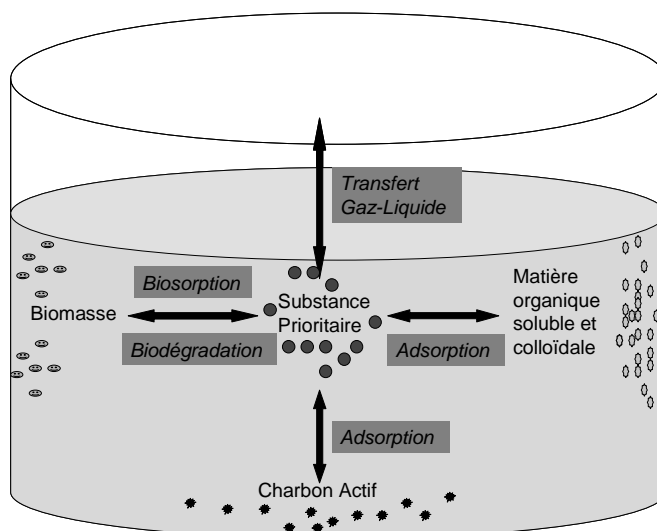 Transfert
Gaz-Liquide
Biosorption
Biomasse
Biodégradation
Substance
Prioritaire
Adsorption
Matière
organique
soluble et
colloïdale
Adsorption
Charbon Actif